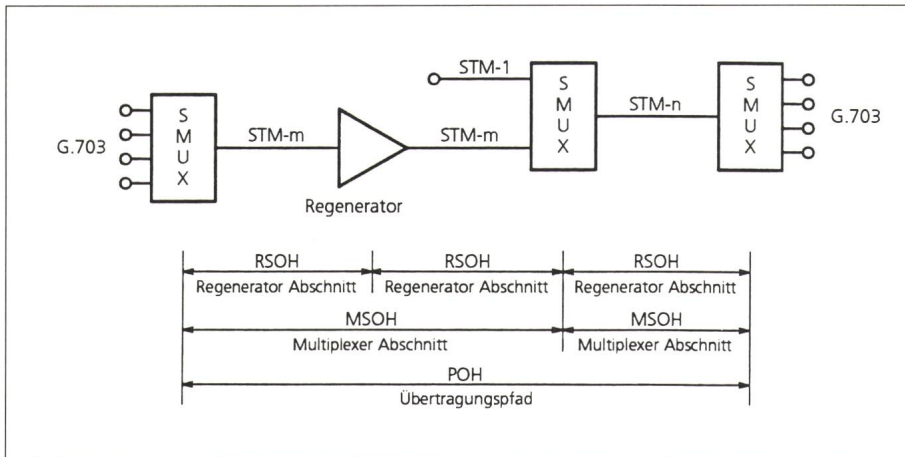 STM-1
S
M
U
X
STM-n
S
M
U
X
G.703
S
M
U
X
G.703
STM-m
STM-m
Regenerator
RSOH RSOH RSOH
Regenerator Abschnitt Regenerator Abschnitt Regenerator Abschnitt
MSOH MSOH
Multiplexer Abschnitt Multiplexer Abschnitt
POH
Übertragungspfad